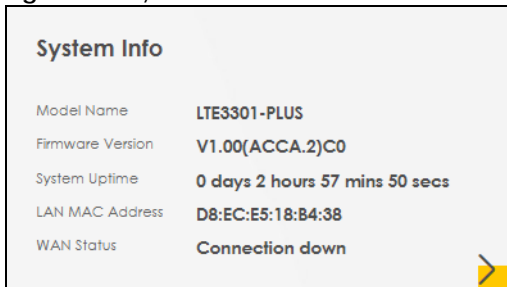 System Info
Model Name LTE3301-PLUS
Firmware Version V1.00(ACCA.2)C0
System Uptime 0 days 2 hours 57 mins 50 secs
LAN MAC Address D8:EC:E5:18:B4:38
WAN Status Connection down